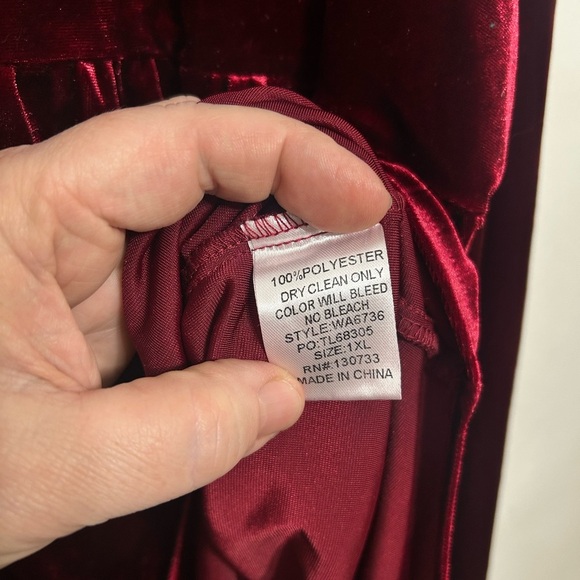 100%POLYESTER
DRY CLEAN ONLY
COLOR WILL BLEED
NO BLEACH
STYLE:WA6736
PO:TL68305
SIZE:1XL
RN#:130733
MADE IN CHINA